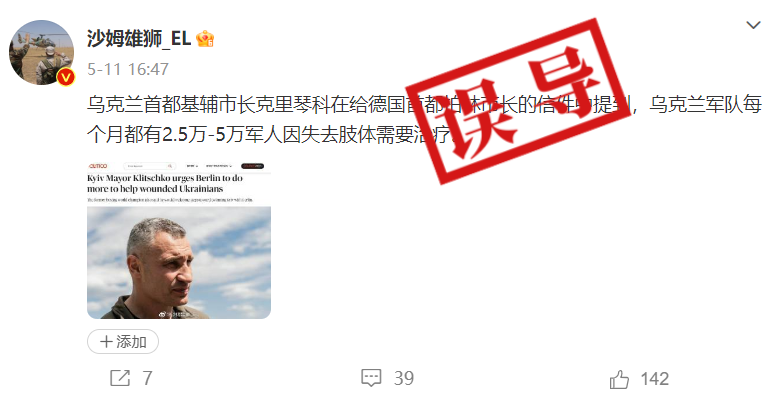 沙姆雄狮_EL
5-11 16:47
误导
乌克兰首都基辅市长克里琴科在给德国首都柏林市长的信件中提到，乌克兰军队每
个月都有2.5万-5万军人因失去肢体需要治疗
POLITICO
Kyiv Mayor Klitschko urges Berlin to do
more to help wounded Ukrainians
+添加
7
39
142